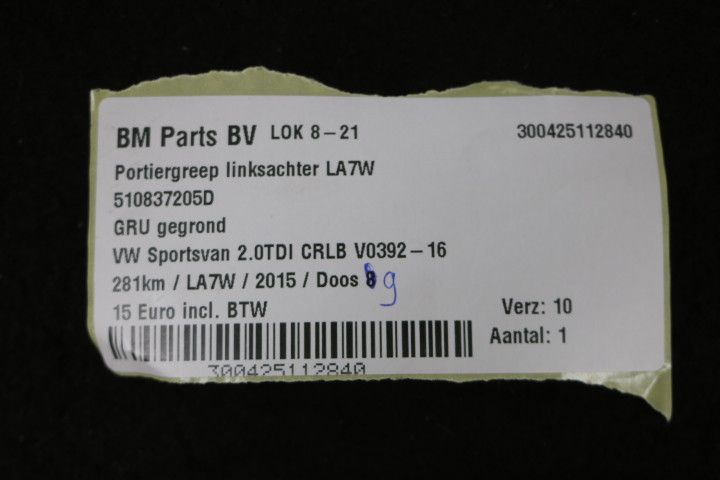 BM Parts BV LOK 8-21 300425112840
Portiergreep linksachter LA7W
510837205D
GRU gegrond
VW Sportsvan 2.0TDI CRLB V0392-16
281km / LA7W / 2015 / Doos 9
15 Euro incl. BTW Verz: 10
Aantal: 1
300425112840